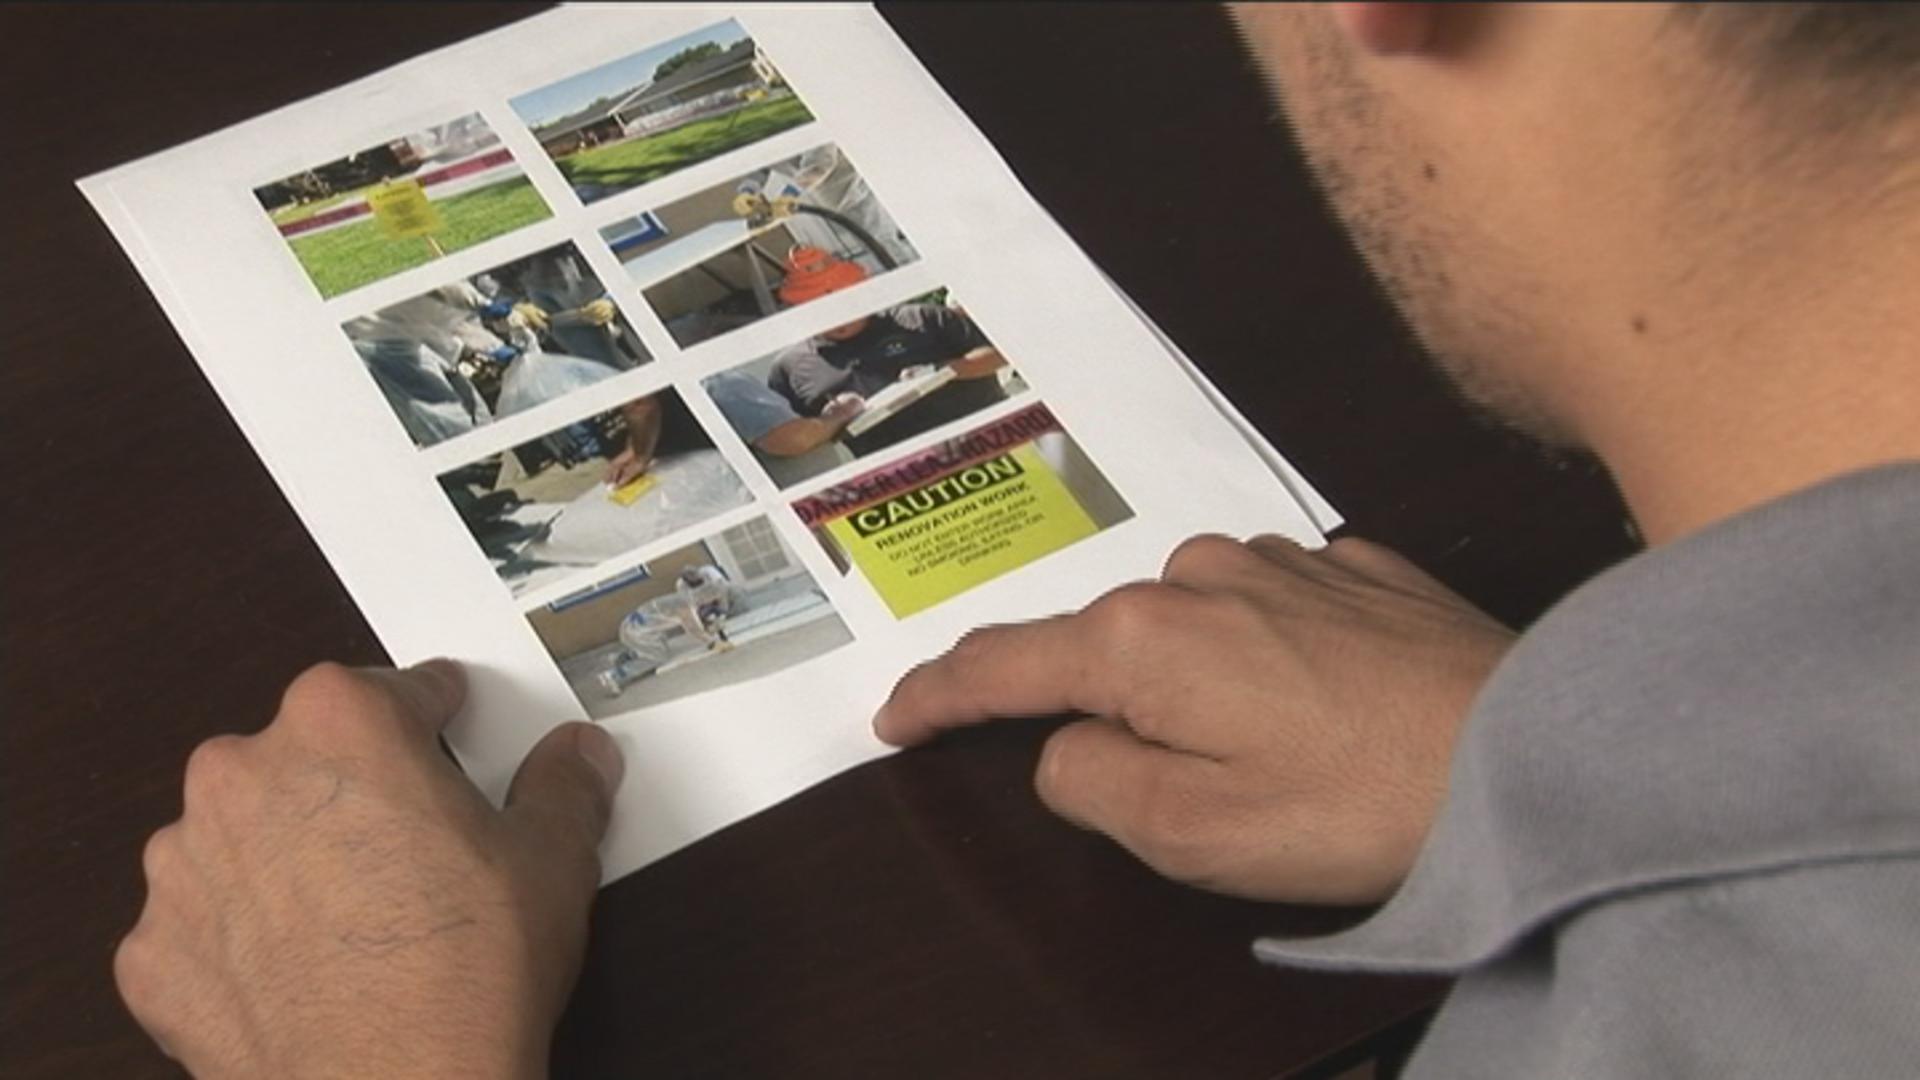 DANGER LEAD HAZARD
CAUTION
RENOVATION WORK
DO NOT ENTER WORK AREA
UNLESS AUTHORIZED
NO SMOKING, EATING, OR
DRINKING